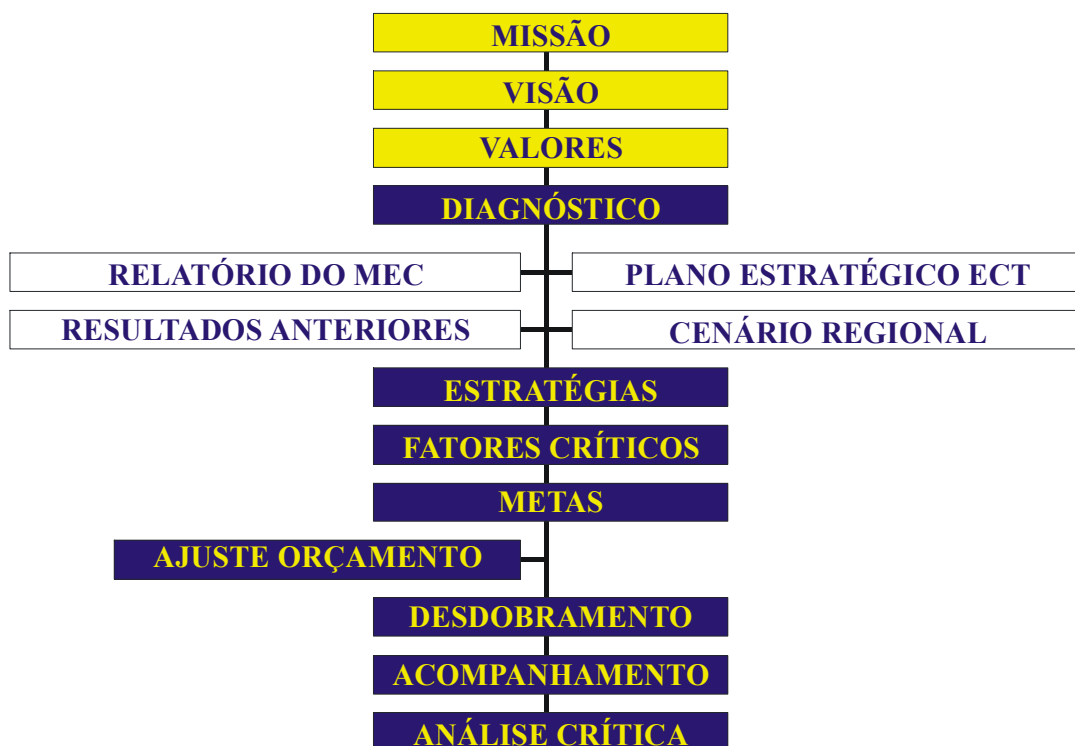 MISSÃO
VISÃO
VALORES
DIAGNÓSTICO
RELATÓRIO DO MEC
PLANO ESTRATÉGICO ECT
RESULTADOS ANTERIORES
CENÁRIO REGIONAL
ESTRATÉGIAS
FATORES CRÍTICOS
METAS
AJUSTE ORÇAMENTO
DESDOBRAMENTO
ACOMPANHAMENTO
ANÁLISE CRÍTICA